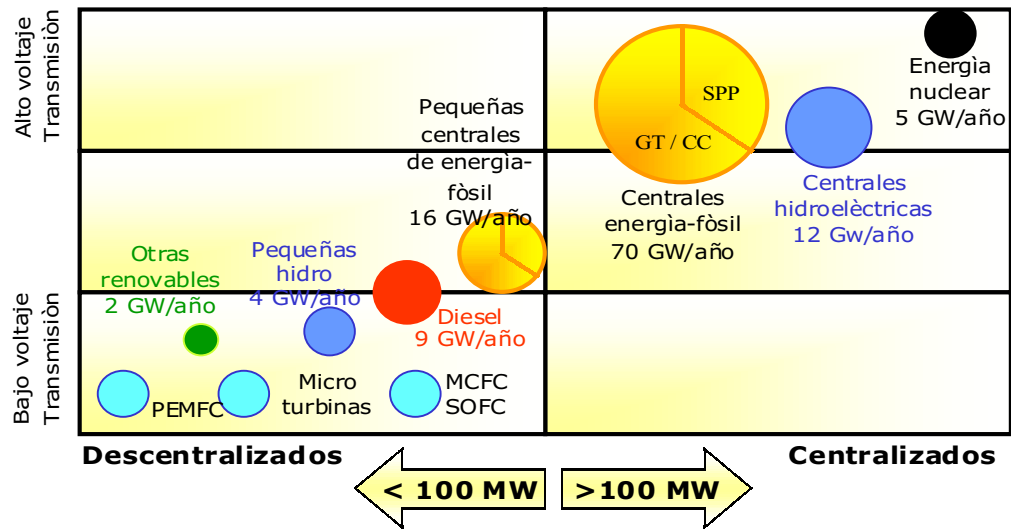 Alto voltaje
Transmisiòn
Bajo voltaje
Transmisiòn
Pequeñas
centrales
de energìa-
fòsil
16 GW/año
SPP
GT / CC
Centrales
energìa-fòsil
70 GW/año
Energìa
nuclear
5 GW/año
Centrales
hidroelèctricas
12 Gw/año
Otras
renovables
2 GW/año
Pequeñas
hidro
4 GW/año
Diesel
9 GW/año
PEMFC
Micro
turbinas
MCFC
SOFC
Descentralizados
Centralizados
< 100 MW
>100 MW